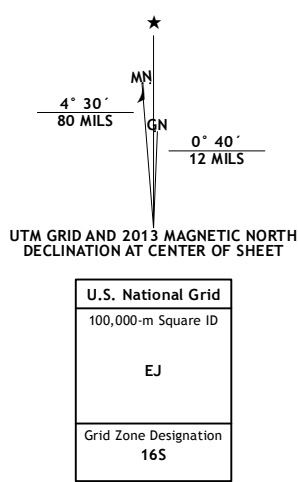 ★
MN
4° 30´
80 MILS
GN
0° 40´
12 MILS
UTM GRID AND 2013 MAGNETIC NORTH
DECLINATION AT CENTER OF SHEET
U.S. National Grid
100,000-m Square ID
EJ
Grid Zone Designation
16S